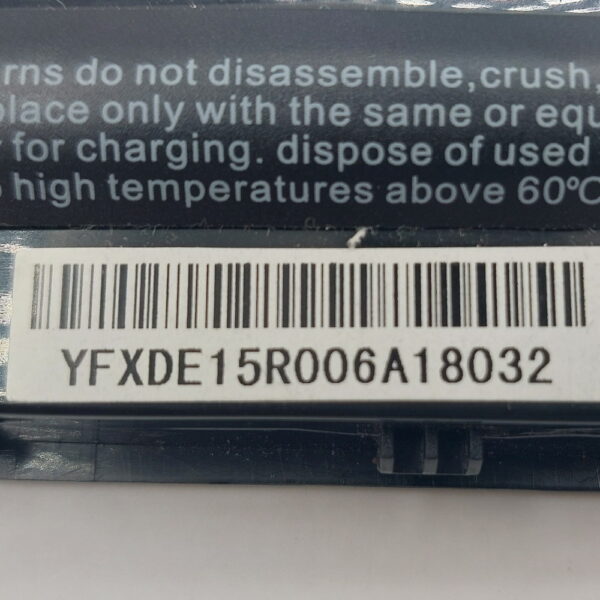 rns do not disassemble,crush,
place only with the same or equ
for charging. dispose of used
high temperatures above 60°C
YFXDE15R006A18032